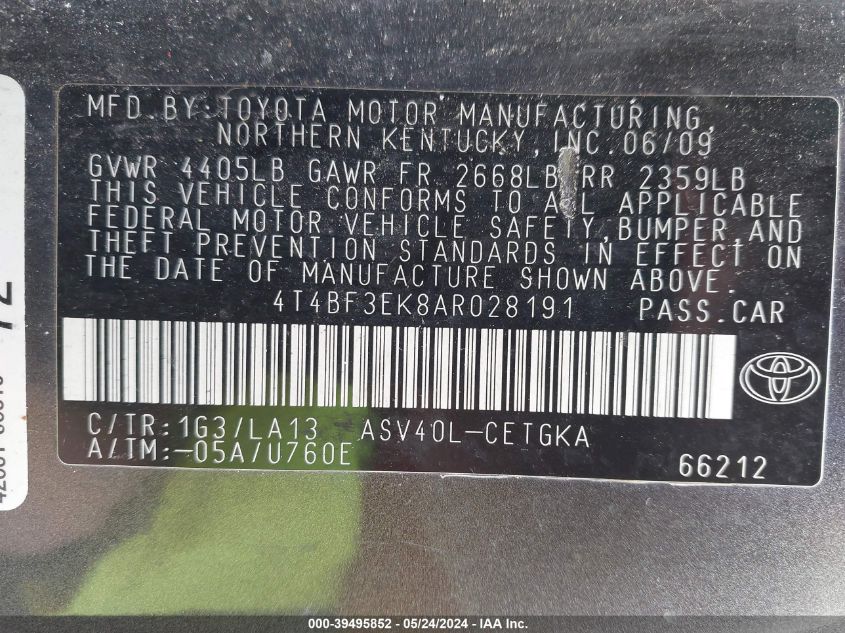 MFD.BY:TOYOTA MOTOR MANUFACTURING,
NORTHERN KENTUCKY,INC.06/09
GVWR 4405LB GAWR FR 2668LB RR 2359LB
THIS VEHICLE CONFORMS TO ALL APPLICABLE
FEDERAL MOTOR VEHICLE SAFETY,BUMPER,AND
THEFT PREVENTION STANDARDS IN EFFECT ON
THE DATE OF MANUFACTURE SHOWN ABOVE.
4T4BF3EK8AR028191 PASS.CAR
C/TR:1G3/LA13 ASV40L-CETGKA
A/TM:-05A/U760E
66212
000-39495852 - 05/24/2024 - IAA Inc.